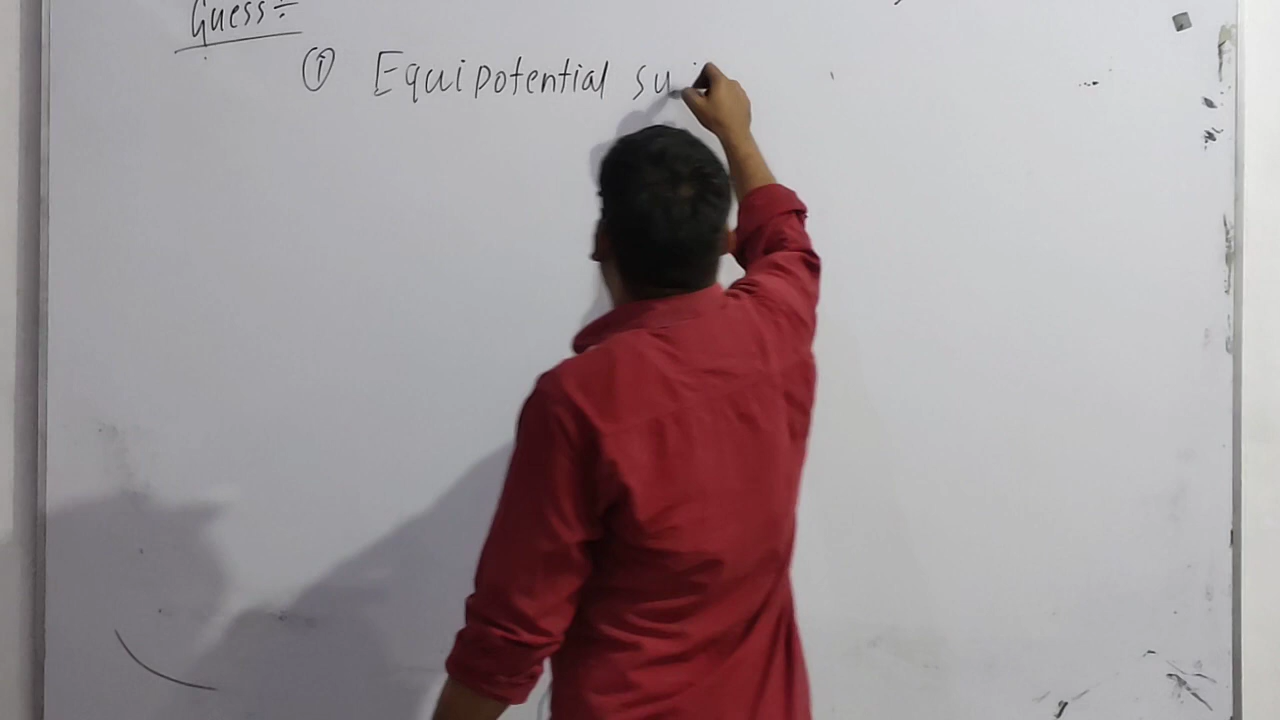 Guess:-
① Equipotential su